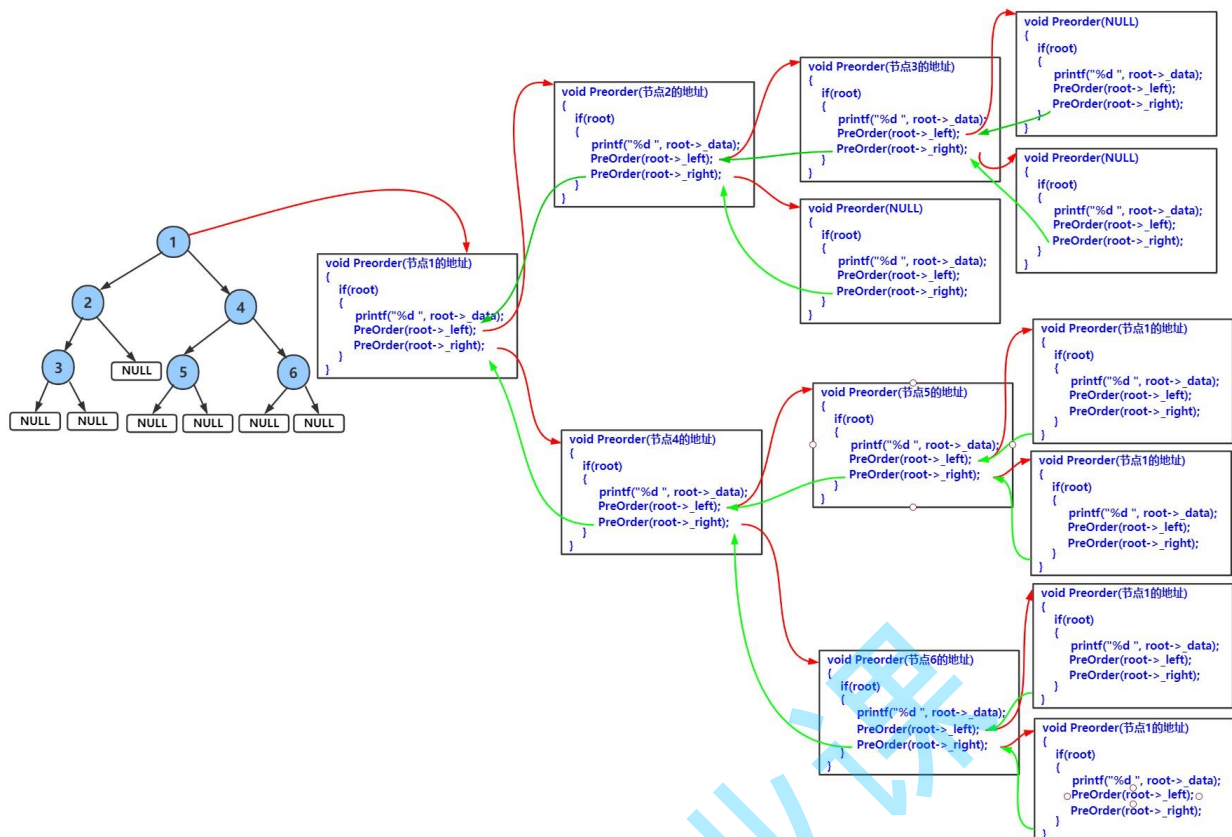 1
2
4
3
NULL
5
6
NULL
NULL
NULL
NULL
NULL
NULL
void Preorder(节点1的地址)
{
if(root)
{
printf("%d ", root->_data);
PreOrder(root->_left);
PreOrder(root->_right);
}
}
void Preorder(节点2的地址)
{
if(root)
{
printf("%d ", root->_data);
PreOrder(root->_left);
PreOrder(root->_right);
}
}
void Preorder(节点3的地址)
{
if(root)
{
printf("%d ", root->_data);
PreOrder(root->_left);
PreOrder(root->_right);
}
}
void Preorder(NULL)
{
if(root)
{
printf("%d ", root->_data);
PreOrder(root->_left);
PreOrder(root->_right);
}
}
void Preorder(NULL)
{
if(root)
{
printf("%d ", root->_data);
PreOrder(root->_left);
PreOrder(root->_right);
}
}
void Preorder(NULL)
{
if(root)
{
printf("%d ", root->_data);
PreOrder(root->_left);
PreOrder(root->_right);
}
}
void Preorder(节点4的地址)
{
if(root)
{
printf("%d ", root->_data);
PreOrder(root->_left);
PreOrder(root->_right);
}
}
void Preorder(节点5的地址)
{
if(root)
{
printf("%d ", root->_data);
PreOrder(root->_left);
PreOrder(root->_right);
}
}
void Preorder(节点1的地址)
{
if(root)
{
printf("%d ", root->_data);
PreOrder(root->_left);
PreOrder(root->_right);
}
}
void Preorder(节点1的地址)
{
if(root)
{
printf("%d ", root->_data);
PreOrder(root->_left);
PreOrder(root->_right);
}
}
void Preorder(节点6的地址)
{
if(root)
{
printf("%d ", root->_data);
PreOrder(root->_left);
PreOrder(root->_right);
}
}
void Preorder(节点1的地址)
{
if(root)
{
printf("%d ", root->_data);
PreOrder(root->_left);
PreOrder(root->_right);
}
}
void Preorder(节点1的地址)
{
if(root)
{
printf("%d ", root->_data);
PreOrder(root->_left);
PreOrder(root->_right);
}
}
业课